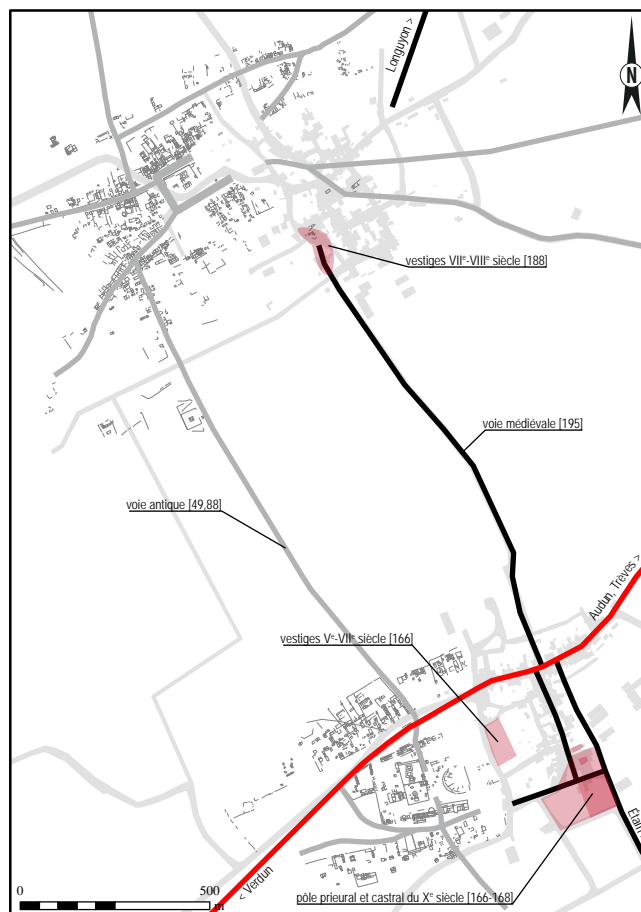 Longuyon >
N
vestiges VIIᵉ-VIIIᵉ siècle [188]
voie médiévale [195]
voie antique [49,88]
Audun, Trèves >
vestiges Vᵉ-VIIᵉ siècle [166]
Etain
0 500
m
< Verdun
pôle prieural et castral du Xᵉ siècle [166-168]